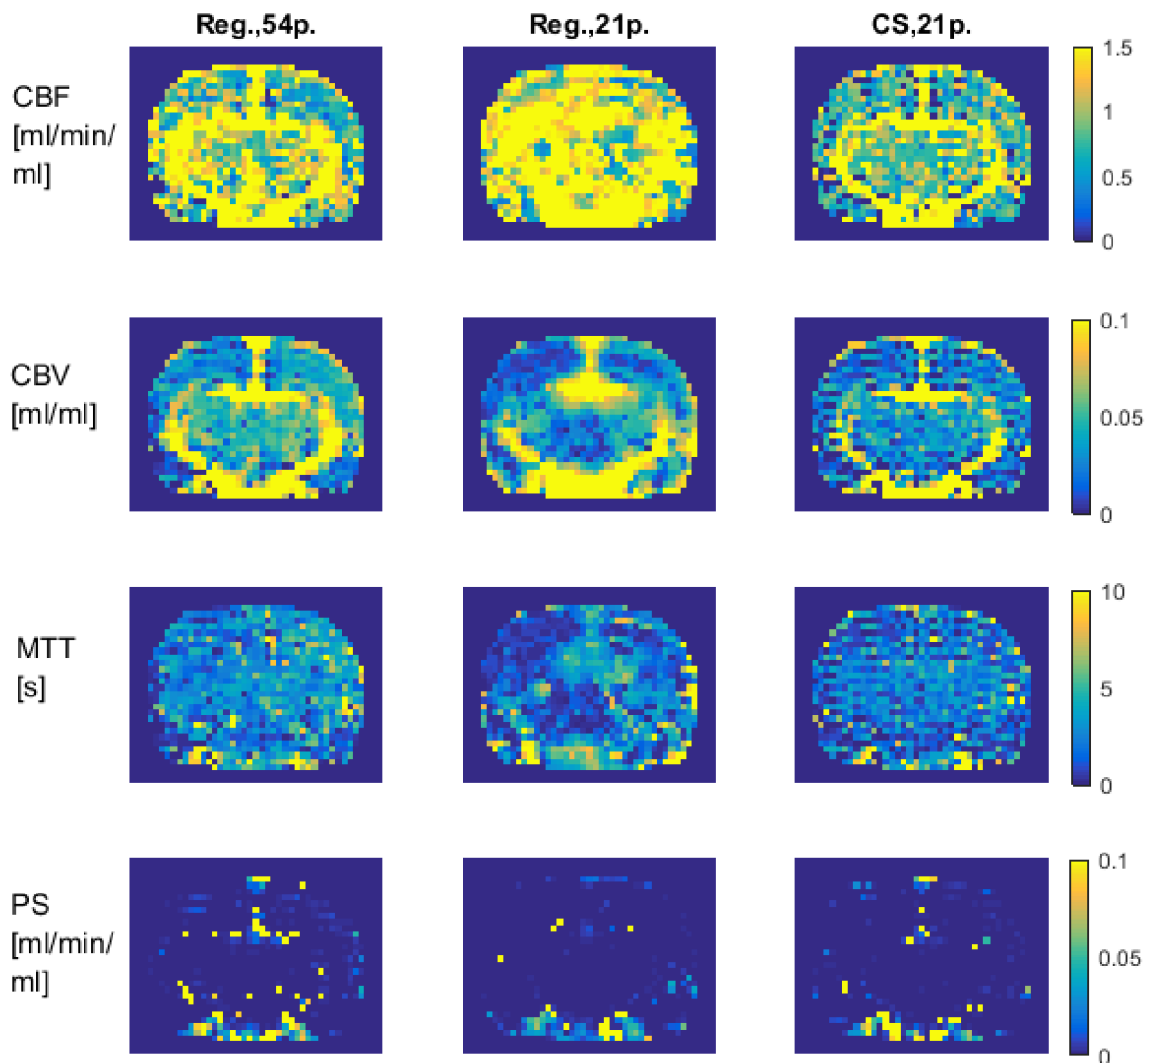 Reg.,54p. Reg.,21p. CS,21p.
CBF
[ml/min/
ml]
1.5
1
0.5
0
CBV
[ml/ml]
0.1
0.05
0
MTT
[s]
10
5
0
PS
[ml/min/
ml]
0.1
0.05
0